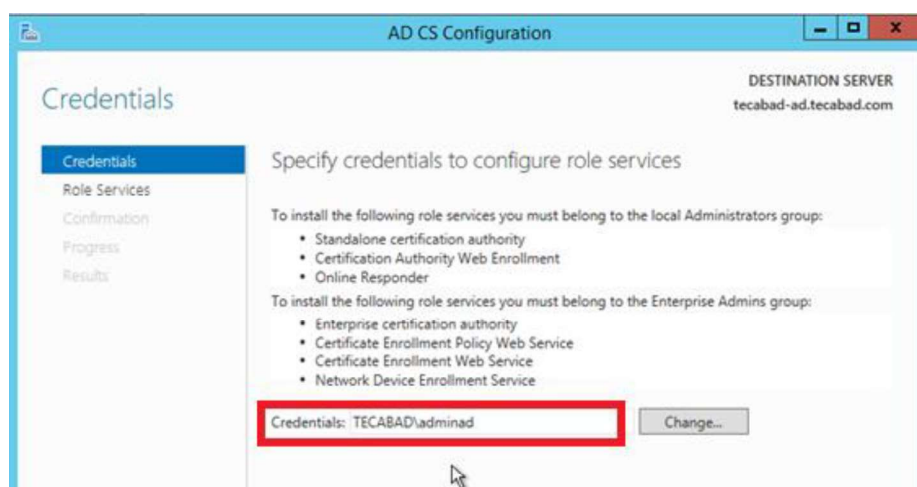 AD CS Configuration
Credentials
DESTINATION SERVER
tecabad-ad.tecabad.com
Credentials
Role Services
Confirmation
Progress
Results
Specify credentials to configure role services
To install the following role services you must belong to the local Administrators group:
• Standalone certification authority
• Certification Authority Web Enrollment
• Online Responder
To install the following role services you must belong to the Enterprise Admins group:
• Enterprise certification authority
• Certificate Enrollment Policy Web Service
• Certificate Enrollment Web Service
• Network Device Enrollment Service
Credentials: TECABAD\adminad
Change...